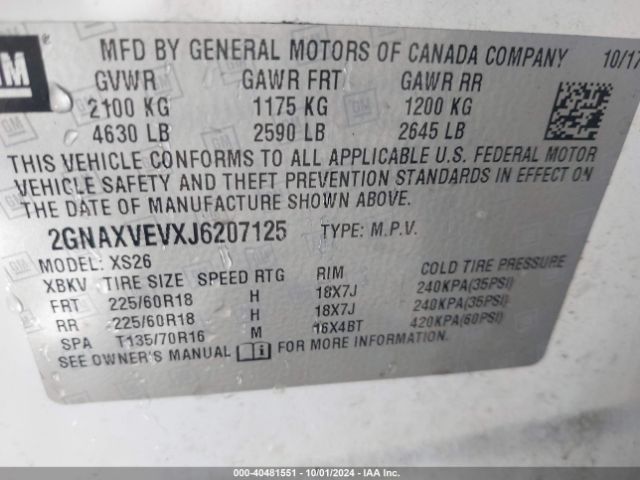 GM
MFD BY GENERAL MOTORS OF CANADA COMPANY 10/17
GVWR GAWR FRT GAWR RR
2100 KG 1175 KG 1200 KG
4630 LB 2590 LB 2645 LB
THIS VEHICLE CONFORMS TO ALL APPLICABLE U.S. FEDERAL MOTOR
VEHICLE SAFETY AND THEFT PREVENTION STANDARDS IN EFFECT ON
THE DATE OF MANUFACTURE SHOWN ABOVE.
2GNAXVEVXJ6207125 TYPE: M.P.V.
MODEL: XS26
XBKV TIRE SIZE SPEED RTG RIM COLD TIRE PRESSURE
FRT 225/60R18 H 18X7J 240KPA(35PSI)
RR 225/60R18 H 18X7J 240KPA(35PSI)
SPA T135/70R16 M 16X4BT 420KPA(60PSI)
SEE OWNER'S MANUAL FOR MORE INFORMATION.
000-40481551 - 10/01/2024 - IAAI.COM